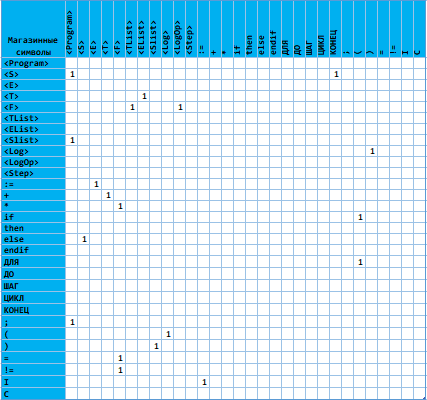 Магазинные символы <Program> <S> <E> <T> <F> <TList> <EList> <Slist> <Log> <LogOp> <Step> := + * if then else endif ДЛЯ ДО ШАГ ЦИКЛ КОНЕЦ ; ( ) = != I C
<Program>
<S> 1 1
<E>
<T> 1
<F> 1 1
<TList>
<EList>
<Slist> 1
<Log> 1
<LogOp>
<Step>
:= 1
+ 1
* 1
if 1
then
else 1
endif
ДЛЯ 1
ДО
ШАГ
ЦИКЛ
КОНЕЦ
; 1
( 1
) 1
= 1
!= 1
I 1
C